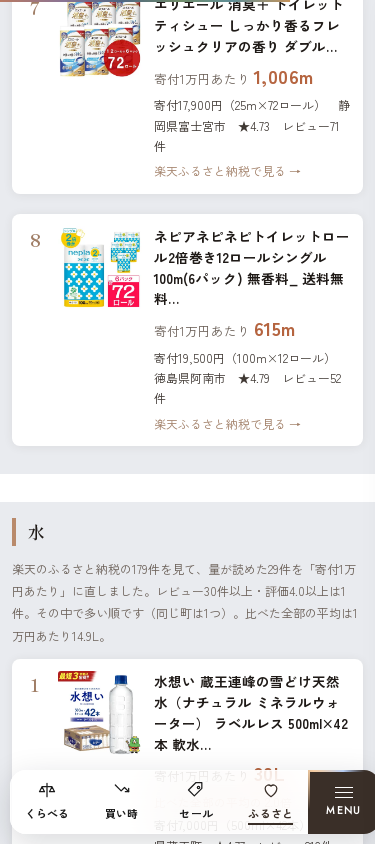 7
エリエール 消臭+ トイレット
ティシュー しっかり香るフレ
ッシュクリアの香り ダブル...
寄付1万円あたり 1,006m
寄付17,900円（25m×72ロール） 静
岡県富士宮市 ★4.73 レビュー71
件
楽天ふるさと納税で見る →
8
ネピアネピネピトイレットロー
ル2倍巻き12ロールシングル
100m(6パック) 無香料_ 送料無
料...
寄付1万円あたり 615m
寄付19,500円（100m×12ロール）
徳島県阿南市 ★4.79 レビュー52
件
楽天ふるさと納税で見る →
水
楽天のふるさと納税の179件を見て、量が読めた29件を「寄付1万
円あたり」に直しました。レビュー30件以上・評価4.0以上は1
件。その中で多い順です（同じ町は1つ）。比べた全部の平均は1
万円あたり14.9L。
1
水想い 蔵王連峰の雪どけ天然
水（ナチュラル ミネラルウォ
ーター） ラベルレス 500ml×42
本 軟水...
寄付1万円あたり 30L
くらべる
買い時
セール
ふるさと
MENU